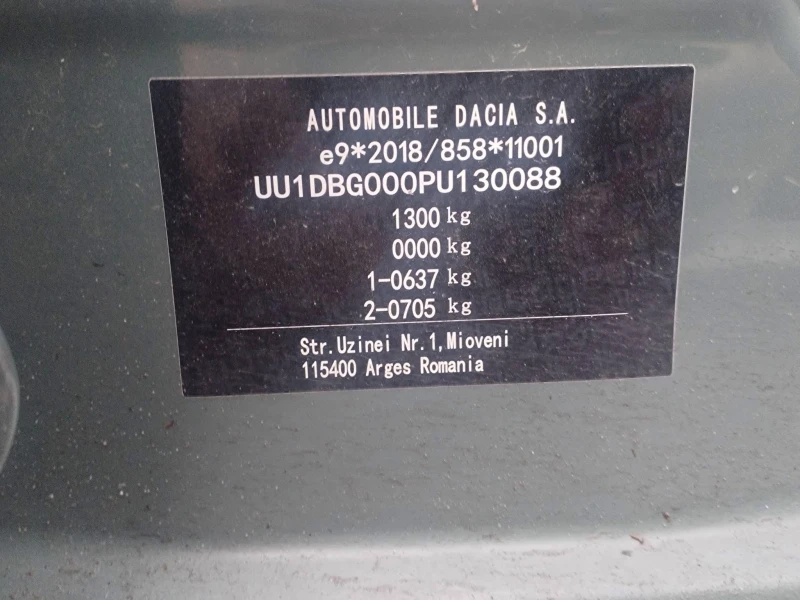 AUTOMOBILE DACIA S.A.
e9*2018/858*11001
UU1DBG000PU130088
1300 kg
0000 kg
1-0637 kg
2-0705 kg
Str.Uzinei Nr.1,Mioveni
115400 Arges Romania